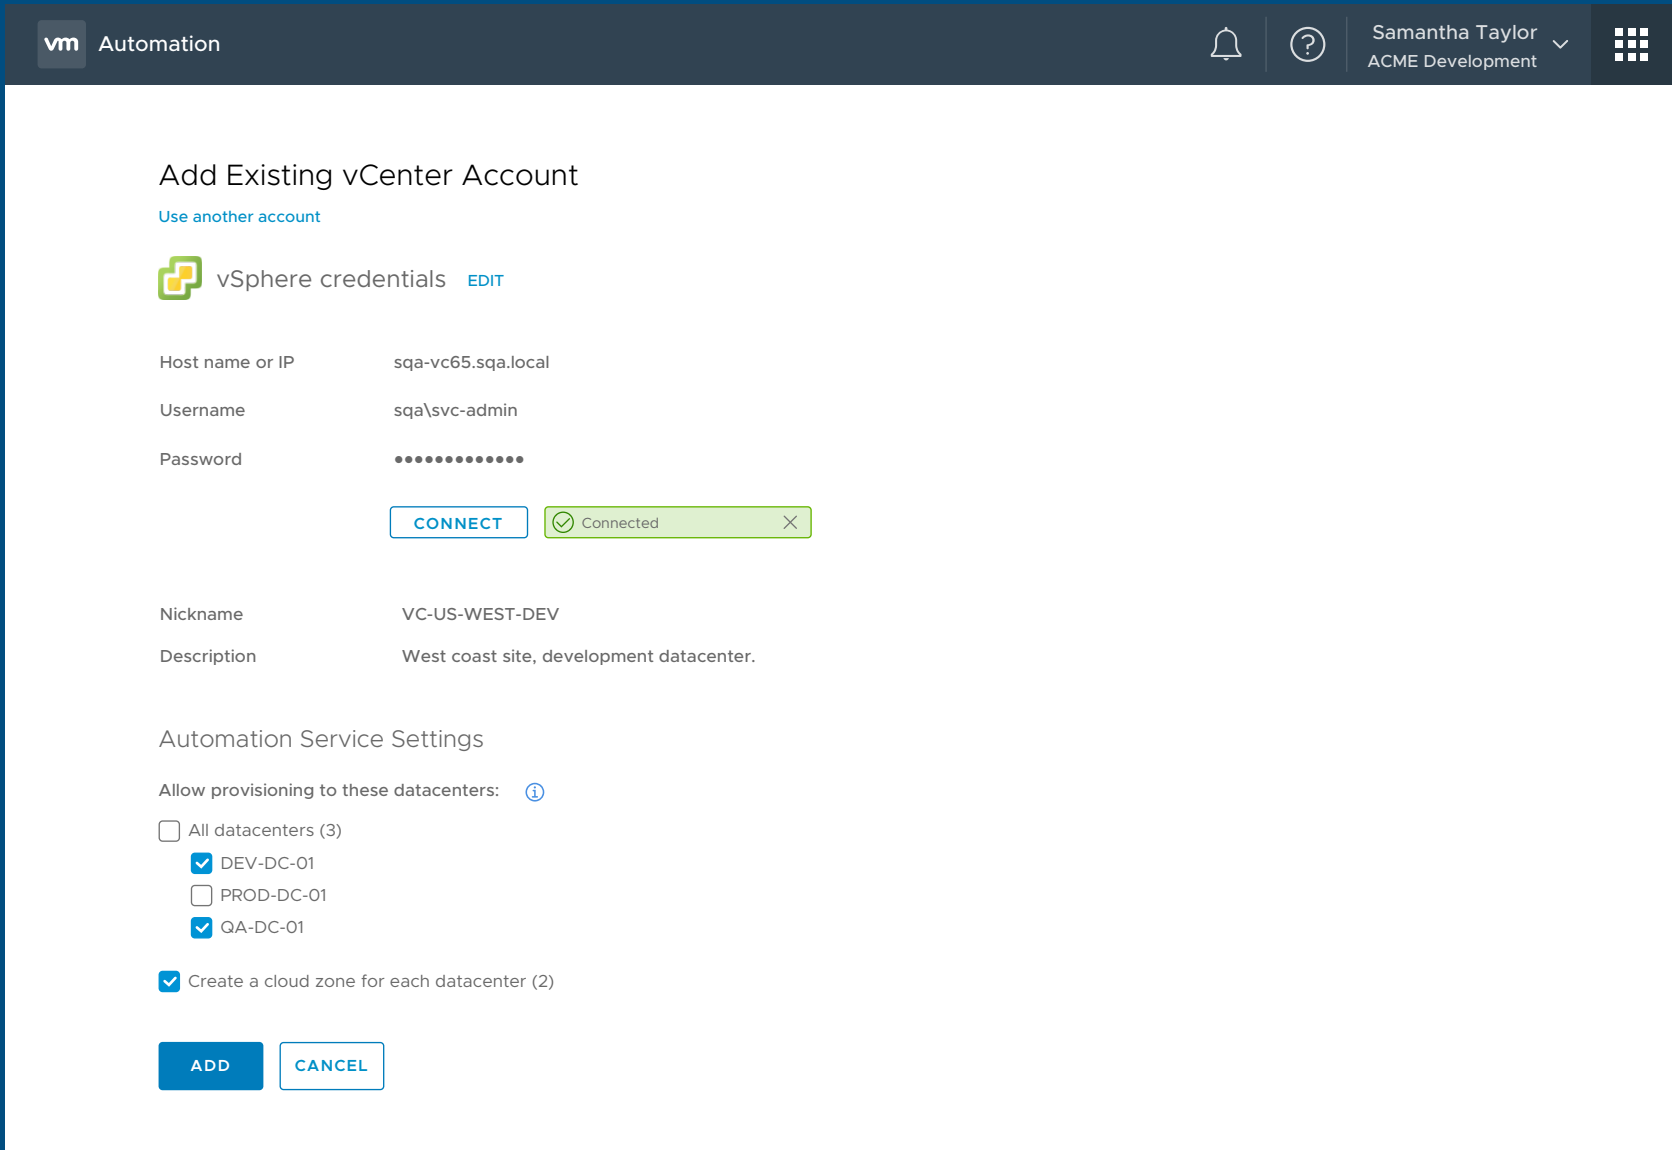 vm Automation
Samantha Taylor
ACME Development
Add Existing vCenter Account
Use another account
vSphere credentials EDIT
Host name or IP sqa-vc65.sqa.local
Username sqa\svc-admin
Password •••••••••••••
CONNECT Connected
Nickname VC-US-WEST-DEV
Description West coast site, development datacenter.
Automation Service Settings
Allow provisioning to these datacenters:
All datacenters (3)
DEV-DC-01
PROD-DC-01
QA-DC-01
Create a cloud zone for each datacenter (2)
ADD CANCEL